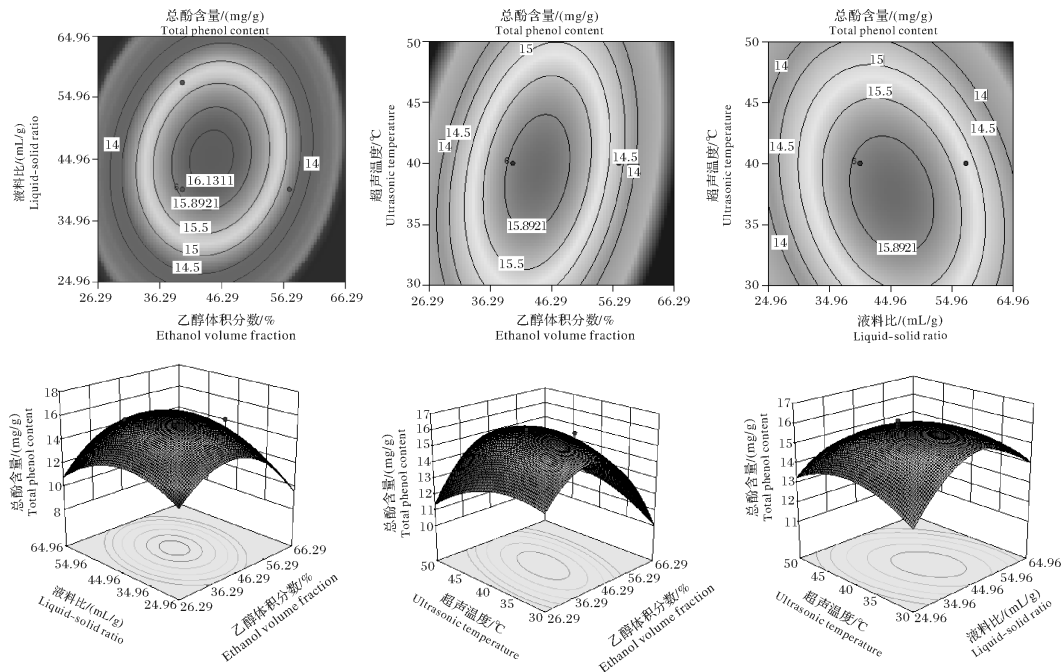 总酚含量/(mg/g)
Total phenol content
64.96
54.96
44.96
34.96
24.96
液料比/(mL/g)
Liquid-solid ratio
14
14
16.1311
15.8921
15.5
15
14.5
26.29
36.29
46.29
56.29
66.29
乙醇体积分数/%
Ethanol volume fraction
总酚含量/(mg/g)
Total phenol content
50
45
40
35
30
超声温度/℃
Ultrasonic temperature
15
14.5
14
6
14.5
14
15.8921
15.5
26.29
36.29
46.29
56.29
66.29
乙醇体积分数/%
Ethanol volume fraction
总酚含量/(mg/g)
Total phenol content
50
45
40
35
30
超声温度/℃
Ultrasonic temperature
14
15
15.5
14
14.5
14.5
6
14
15.8921
24.96
34.96
44.96
54.96
64.96
液料比/(mL/g)
Liquid-solid ratio
总酚含量/(mg/g)
Total phenol content
18
16
14
12
10
8
64.96
54.96
44.96
34.96
24.96
液料比/(mL/g)
Liquid-solid ratio
26.29
36.29
46.29
56.29
66.29
乙醇体积分数/%
Ethanol volume fraction
总酚含量/(mg/g)
Total phenol content
17
16
15
14
13
12
11
10
50
45
40
35
30
超声温度/℃
Ultrasonic temperature
26.29
36.29
46.29
56.29
66.29
乙醇体积分数/%
Ethanol volume fraction
总酚含量/(mg/g)
Total phenol content
17
16
15
14
13
12
11
50
45
40
35
30
超声温度/℃
Ultrasonic temperature
24.96
34.96
44.96
54.96
64.96
液料比/(mL/g)
Liquid-solid ratio